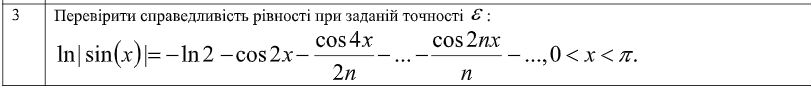 3 Перевірити справедливість рівності при заданій точності ℰ :
ln| sin(x)|= −ln 2 − cos 2x − cos 4x / 2n − ... − cos 2nx / n − ..., 0 < x < π.